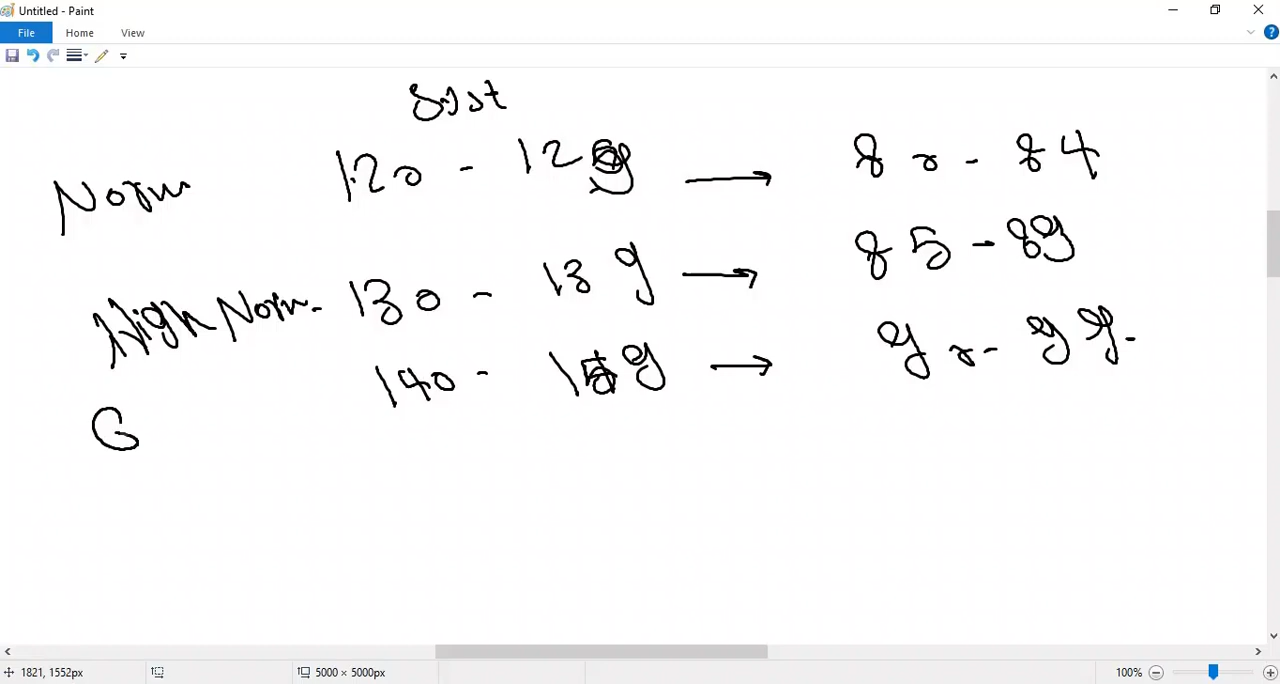 Untitled - Paint
File Home View
Syst
Norm 120 - 129 → 80 - 84
High Norm. 130 - 139 → 85 - 89
140 - 159 → 90 - 99.
G
1821, 1552px 5000 × 5000px 100%